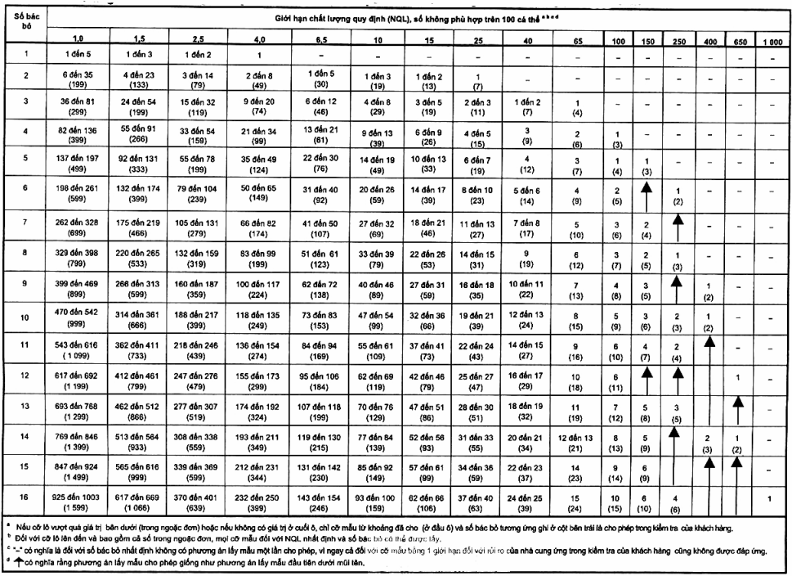 Số bác bỏ | Giới hạn chất lượng quy định (NQL), số không phù hợp trên 100 cá thể a b c d
1,0 | 1,5 | 2,5 | 4,0 | 6,5 | 10 | 15 | 25 | 40 | 65 | 100 | 150 | 250 | 400 | 650 | 1 000
1 | 1 đến 5 | 1 đến 3 | 1 đến 2 | 1 | – | – | – | – | – | – | – | – | – | – | – | –
2 | 6 đến 35 | 4 đến 23 | 3 đến 14 | 2 đến 8 | 1 đến 5 | 1 đến 3 | 1 đến 2 | 1 | – | – | – | – | – | – | – | –
(199) | (133) | (79) | (49) | (30) | (19) | (13) | (7)
3 | 36 đến 81 | 24 đến 54 | 15 đến 32 | 9 đến 20 | 6 đến 12 | 4 đến 8 | 3 đến 5 | 2 đến 3 | 1 đến 2 | 1 | – | – | – | – | – | –
(299) | (199) | (119) | (74) | (46) | (29) | (19) | (11) | (7) | (4)
4 | 82 đến 136 | 55 đến 91 | 33 đến 54 | 21 đến 34 | 13 đến 21 | 9 đến 13 | 6 đến 9 | 4 đến 5 | 3 | 2 | 1 | – | – | – | – | –
(399) | (266) | (159) | (99) | (61) | (39) | (26) | (15) | (9) | (6) | (3)
5 | 137 đến 197 | 92 đến 131 | 55 đến 78 | 35 đến 49 | 22 đến 30 | 14 đến 19 | 10 đến 13 | 6 đến 7 | 4 | 3 | 1 | 1 | – | – | – | –
(499) | (333) | (199) | (124) | (76) | (49) | (33) | (19) | (12) | (7) | (4) | (3)
6 | 198 đến 261 | 132 đến 174 | 79 đến 104 | 50 đến 65 | 31 đến 40 | 20 đến 26 | 14 đến 17 | 8 đến 10 | 5 đến 6 | 4 | 2 | ↑ | 1 | – | – | –
(599) | (399) | (239) | (149) | (92) | (59) | (39) | (23) | (14) | (9) | (5) | (2)
7 | 262 đến 328 | 175 đến 219 | 105 đến 131 | 66 đến 82 | 41 đến 50 | 27 đến 32 | 18 đến 21 | 11 đến 13 | 7 đến 8 | 5 | 3 | 2 | ↑ | – | – | –
(699) | (466) | (279) | (174) | (107) | (69) | (46) | (27) | (17) | (10) | (6) | (4)
8 | 329 đến 398 | 220 đến 265 | 132 đến 159 | 83 đến 99 | 51 đến 61 | 33 đến 39 | 22 đến 26 | 14 đến 15 | 9 | 6 | 3 | 2 | 1 | – | – | –
(799) | (533) | (319) | (199) | (123) | (79) | (53) | (31) | (19) | (12) | (7) | (5) | (3)
9 | 399 đến 469 | 266 đến 313 | 160 đến 187 | 100 đến 117 | 62 đến 72 | 40 đến 46 | 27 đến 31 | 16 đến 18 | 10 đến 11 | 7 | 4 | 3 | ↑ | 1 | – | –
(899) | (599) | (359) | (224) | (138) | (89) | (59) | (35) | (22) | (13) | (8) | (5) | (2)
10 | 470 đến 542 | 314 đến 361 | 188 đến 217 | 118 đến 135 | 73 đến 83 | 47 đến 54 | 32 đến 36 | 19 đến 21 | 12 đến 13 | 8 | 5 | 3 | 2 | 1 | – | –
(999) | (666) | (399) | (249) | (153) | (99) | (66) | (39) | (24) | (15) | (9) | (6) | (3) | (2)
11 | 543 đến 616 | 362 đến 411 | 218 đến 246 | 136 đến 154 | 84 đến 94 | 55 đến 61 | 37 đến 41 | 22 đến 24 | 14 đến 15 | 9 | 6 | 4 | 2 | ↑ | – | –
(1 099) | (733) | (439) | (274) | (169) | (109) | (73) | (43) | (27) | (16) | (10) | (7) | (4)
12 | 617 đến 692 | 412 đến 461 | 247 đến 276 | 155 đến 173 | 95 đến 106 | 62 đến 69 | 42 đến 46 | 25 đến 27 | 16 đến 17 | 10 | 6 | ↑ | ↑ | 1 | –
(1 199) | (799) | (479) | (299) | (184) | (119) | (79) | (47) | (29) | (18) | (11)
13 | 693 đến 768 | 462 đến 512 | 277 đến 307 | 174 đến 192 | 107 đến 118 | 70 đến 76 | 47 đến 51 | 28 đến 30 | 18 đến 19 | 11 | 7 | 5 | 3 | ↑ | –
(1 299) | (866) | (519) | (324) | (199) | (129) | (86) | (51) | (32) | (19) | (12) | (8) | (5)
14 | 769 đến 846 | 513 đến 564 | 308 đến 338 | 193 đến 211 | 119 đến 130 | 77 đến 84 | 52 đến 56 | 31 đến 33 | 20 đến 21 | 12 đến 13 | 8 | 5 | ↑ | 2 | 1 | –
(1 399) | (933) | (559) | (349) | (215) | (139) | (93) | (55) | (34) | (21) | (13) | (9) | (3) | (2)
15 | 847 đến 924 | 565 đến 616 | 339 đến 369 | 212 đến 231 | 131 đến 142 | 85 đến 92 | 57 đến 61 | 34 đến 36 | 22 đến 23 | 14 | 9 | 6 | ↑ | ↑ | –
(1 499) | (999) | (599) | (344) | (230) | (149) | (99) | (59) | (37) | (23) | (14) | (9)
16 | 925 đến 1003 | 617 đến 669 | 370 đến 401 | 232 đến 250 | 143 đến 154 | 93 đến 100 | 62 đến 66 | 37 đến 40 | 24 đến 25 | 15 | 10 | 6 | 4 | 1
(1 599) | (1 066) | (639) | (399) | (246) | (159) | (106) | (63) | (39) | (24) | (15) | (10) | (6)
a Nếu cỡ lô vượt quá giá trị bên dưới (trong ngoặc đơn) hoặc nếu không có giá trị ở cuối ô, chỉ cỡ mẫu từ khoảng đã cho (ở đầu ô) và số bác bỏ tương ứng ghi ở cột bên trái là cho phép trong kiểm tra của khách hàng.
b Đối với cỡ lô lên đến và bao gồm cả số trong ngoặc đơn, mọi cỡ mẫu đối với NQL nhất định và số bác bỏ có thể được lấy.
c "–" có nghĩa là đối với số bác bỏ nhất định không có phương án lấy mẫu một lần cho phép, vì ngay cả đối với cỡ mẫu bằng 1 giới hạn đối với rủi ro của nhà cung ứng trong kiểm tra của khách hàng cũng không được đáp ứng.
d ↑ có nghĩa rằng phương án lấy mẫu cho phép giống như phương án lấy mẫu đầu tiên dưới mũi tên.